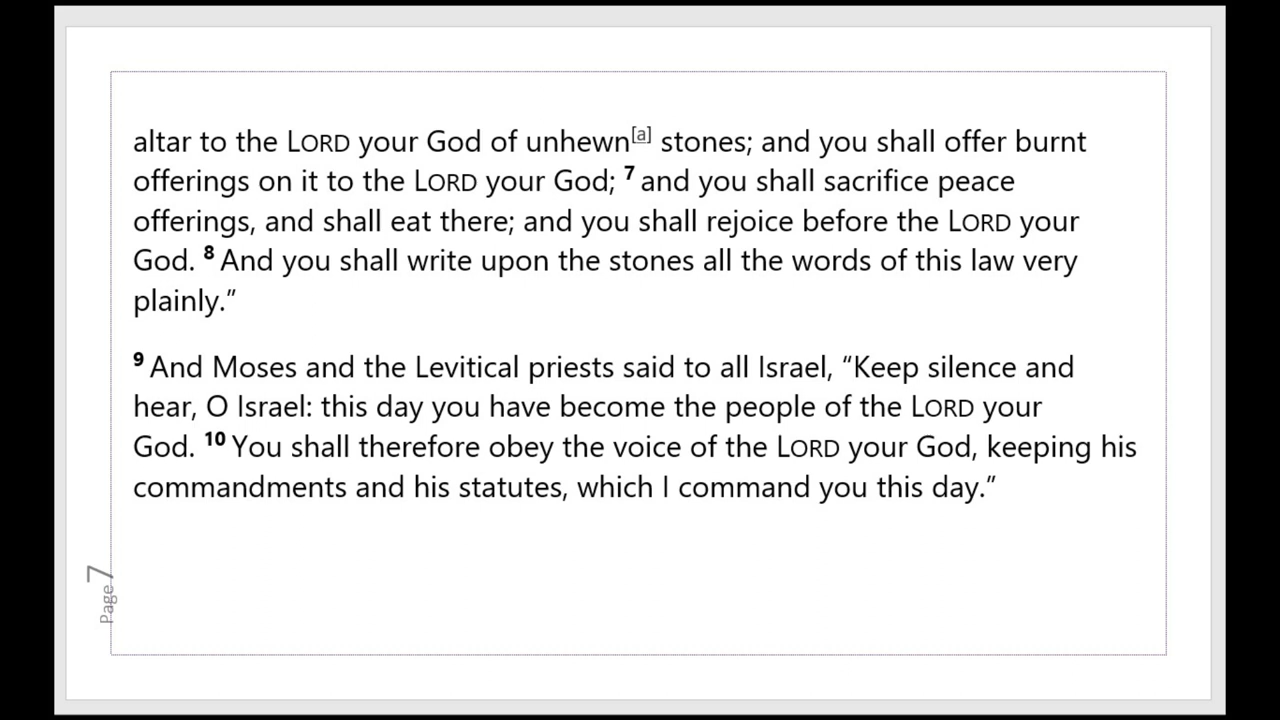 altar to the LORD your God of unhewn[a] stones; and you shall offer burnt
offerings on it to the LORD your God; 7 and you shall sacrifice peace
offerings, and shall eat there; and you shall rejoice before the LORD your
God. 8 And you shall write upon the stones all the words of this law very
plainly.”
9 And Moses and the Levitical priests said to all Israel, “Keep silence and
hear, O Israel: this day you have become the people of the LORD your
God. 10 You shall therefore obey the voice of the LORD your God, keeping his
commandments and his statutes, which I command you this day.”
Page 7